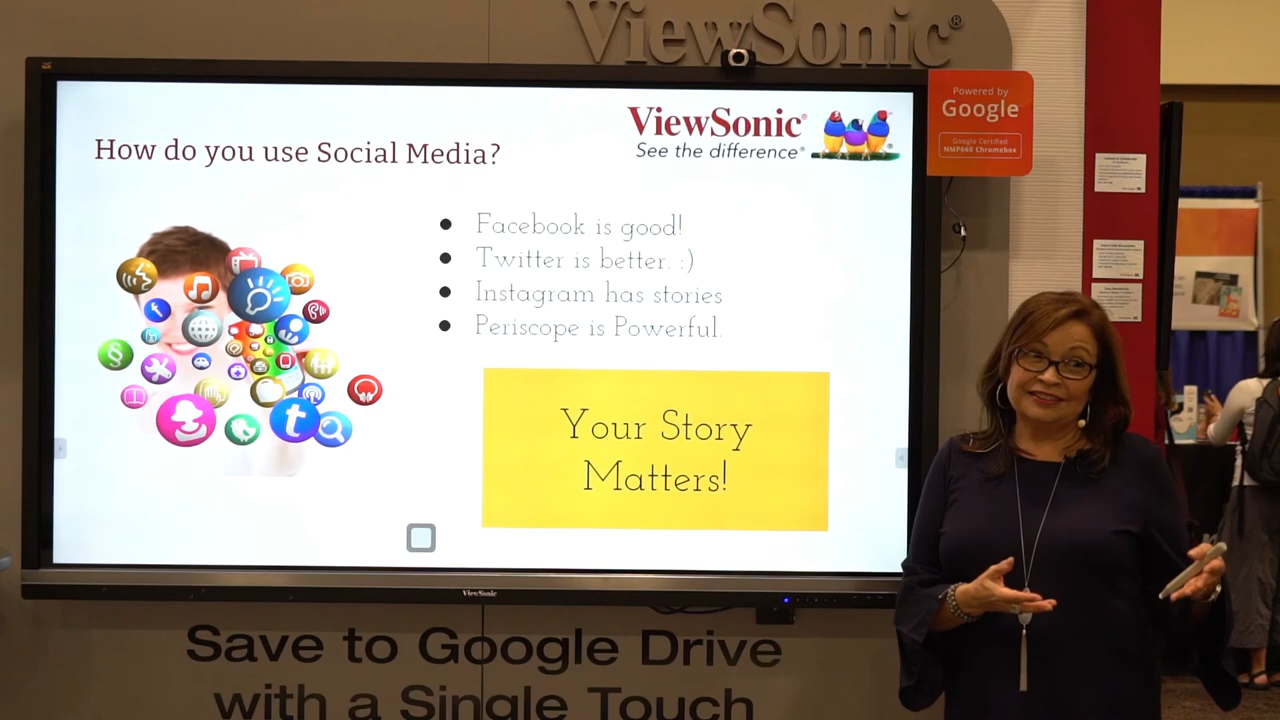 ViewSonic®
Powered by
Google
Google Certified
NMP660 Chromebox
ViewSonic®
See the difference®
How do you use Social Media?
● Facebook is good!
● Twitter is better. :)
● Instagram has stories
● Periscope is Powerful.
Your Story
Matters!
ViewSonic
Save to Google Drive
with a Single Touch